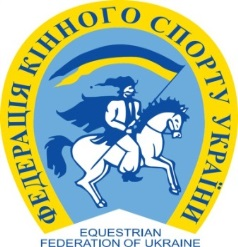 ФЕДЕРАЦІЯ КІННОГО СПОРТУ УКРАЇНИ
EQUESTRIAN
FEDERATION OF UKRAINE